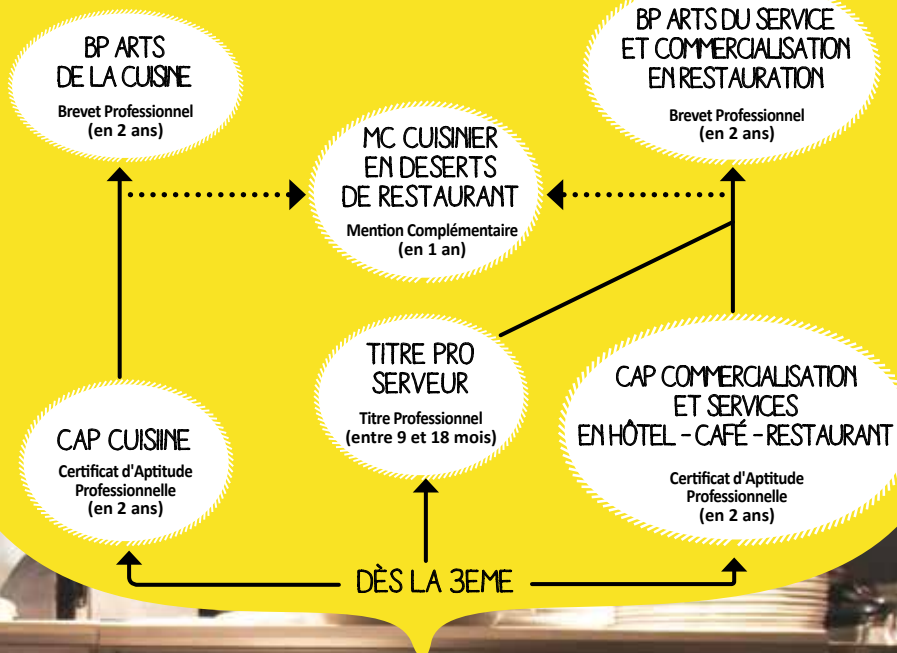 BP ARTS
DE LA CUISINE
Brevet Professionnel
(en 2 ans)
BP ARTS DU SERVICE
ET COMMERCIALISATION
EN RESTAURATION
Brevet Professionnel
(en 2 ans)
MC CUISINIER
EN DESERTS
DE RESTAURANT
Mention Complémentaire
(en 1 an)
TITRE PRO
SERVEUR
Titre Professionnel
(entre 9 et 18 mois)
CAP COMMERCIALISATION
ET SERVICES
EN HÔTEL - CAFÉ - RESTAURANT
Certificat d'Aptitude
Professionnelle
(en 2 ans)
CAP CUISIINE
Certificat d'Aptitude
Professionnelle
(en 2 ans)
DÈS LA 3EME